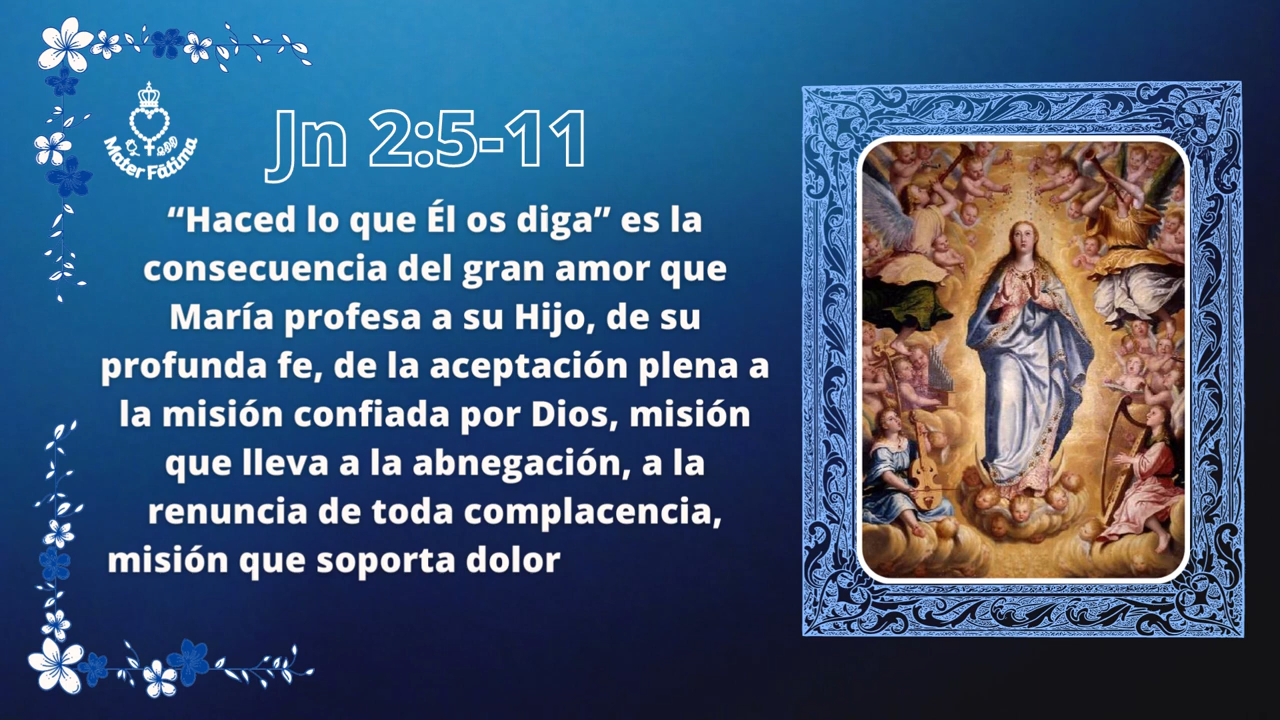 Mater Fátima
Jn 2:5-11
“Haced lo que Él os diga” es la
consecuencia del gran amor que
María profesa a su Hijo, de su
profunda fe, de la aceptación plena a
la misión confiada por Dios, misión
que lleva a la abnegación, a la
renuncia de toda complacencia,
misión que soporta dolor